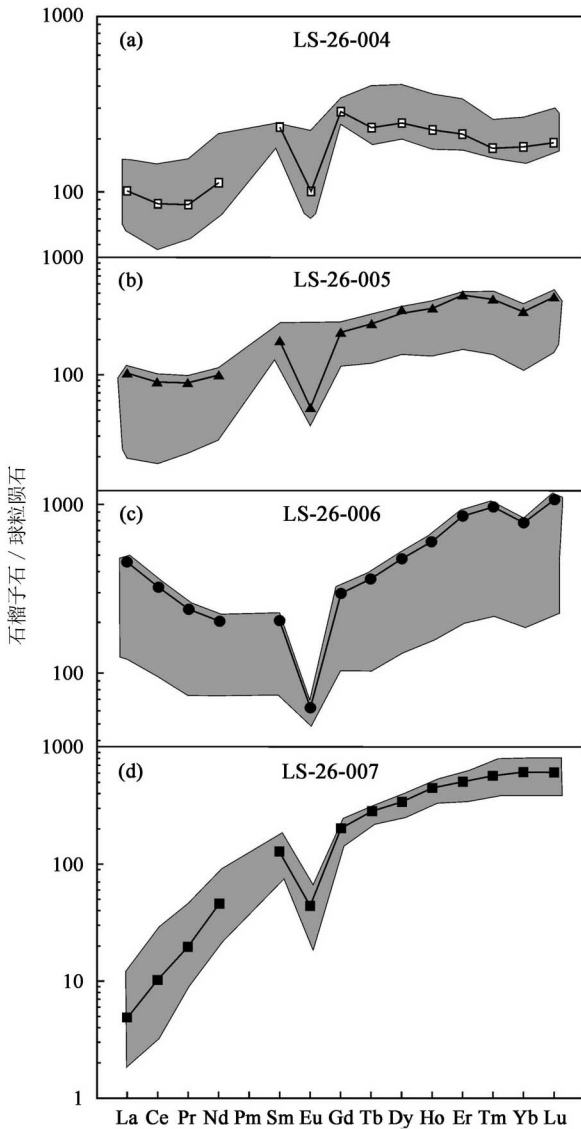 1000
(a) LS-26-004
100
1000
(b) LS-26-005
100
石榴子石 / 球粒陨石
(c) LS-26-006
1000
100
1000
(d) LS-26-007
100
10
1
La Ce Pr Nd Pm Sm Eu Gd Tb Dy Ho Er Tm Yb Lu